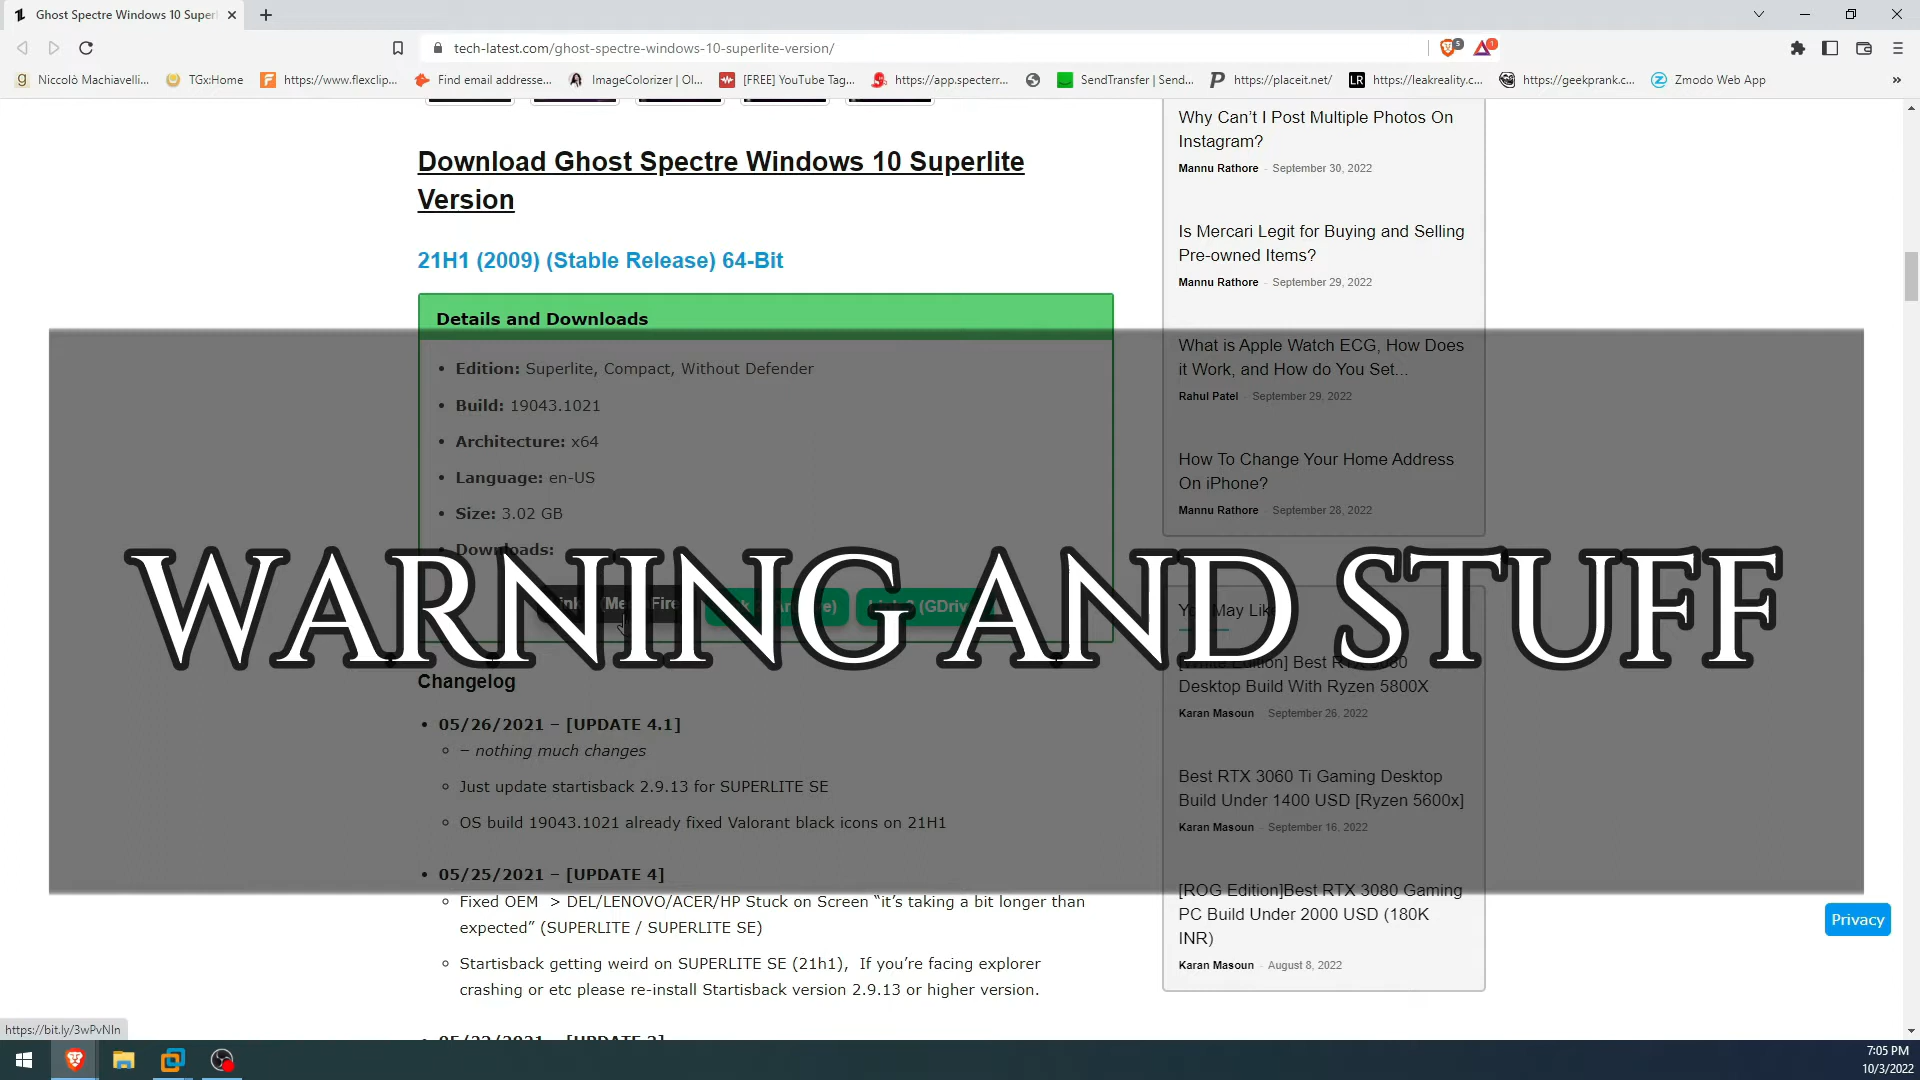 Ghost Spectre Windows 10 Superl
tech-latest.com/ghost-spectre-windows-10-superlite-version/
5
1
Niccolò Machiavelli...
TGx:Home
https://www.flexclip...
Find email addresse...
ImageColorizer | Ol...
[FREE] YouTube Tag...
https://app.specterr...
SendTransfer | Send...
https://placeit.net/
LR
https://leakreality.c...
https://geekprank.c...
Zmodo Web App
»
Download Ghost Spectre Windows 10 Superlite
Version
21H1 (2009) (Stable Release) 64-Bit
Details and Downloads
• Edition: Superlite, Compact, Without Defender
• Build: 19043.1021
• Architecture: x64
• Language: en-US
• Size: 3.02 GB
• Downloads:
WARNING AND STUFF
Changelog
• 05/26/2021 – [UPDATE 4.1]
– nothing much changes
Just update startisback 2.9.13 for SUPERLITE SE
OS build 19043.1021 already fixed Valorant black icons on 21H1
• 05/25/2021 – [UPDATE 4]
Fixed OEM > DEL/LENOVO/ACER/HP Stuck on Screen “it’s taking a bit longer than
expected” (SUPERLITE / SUPERLITE SE)
Startisback getting weird on SUPERLITE SE (21h1), If you’re facing explorer
crashing or etc please re-install Startisback version 2.9.13 or higher version.
Why Can’t I Post Multiple Photos On
Instagram?
Mannu Rathore - September 30, 2022
Is Mercari Legit for Buying and Selling
Pre-owned Items?
Mannu Rathore - September 29, 2022
What is Apple Watch ECG, How Does
it Work, and How do You Set...
Rahul Patel - September 29, 2022
How To Change Your Home Address
On iPhone?
Mannu Rathore - September 28, 2022
You May Like
Best
Desktop Build With Ryzen 5800X
Karan Masoun - September 26, 2022
Best RTX 3060 Ti Gaming Desktop
Build Under 1400 USD [Ryzen 5600x]
Karan Masoun - September 16, 2022
[ROG Edition]Best RTX 3080 Gaming
PC Build Under 2000 USD (180K
INR)
Karan Masoun - August 8, 2022
Privacy
https://bit.ly/3wPvNln
7:05 PM
10/3/2022